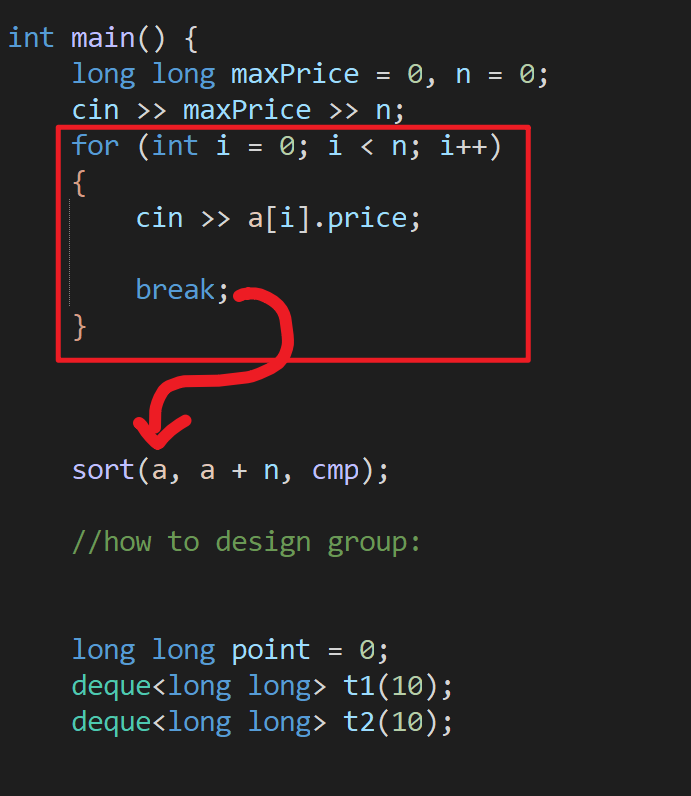 int main() {
long long maxPrice = 0, n = 0;
cin >> maxPrice >> n;
for (int i = 0; i < n; i++)
{
cin >> a[i].price;
break;
}
sort(a, a + n, cmp);
//how to design group:
long long point = 0;
deque<long long> t1(10);
deque<long long> t2(10);